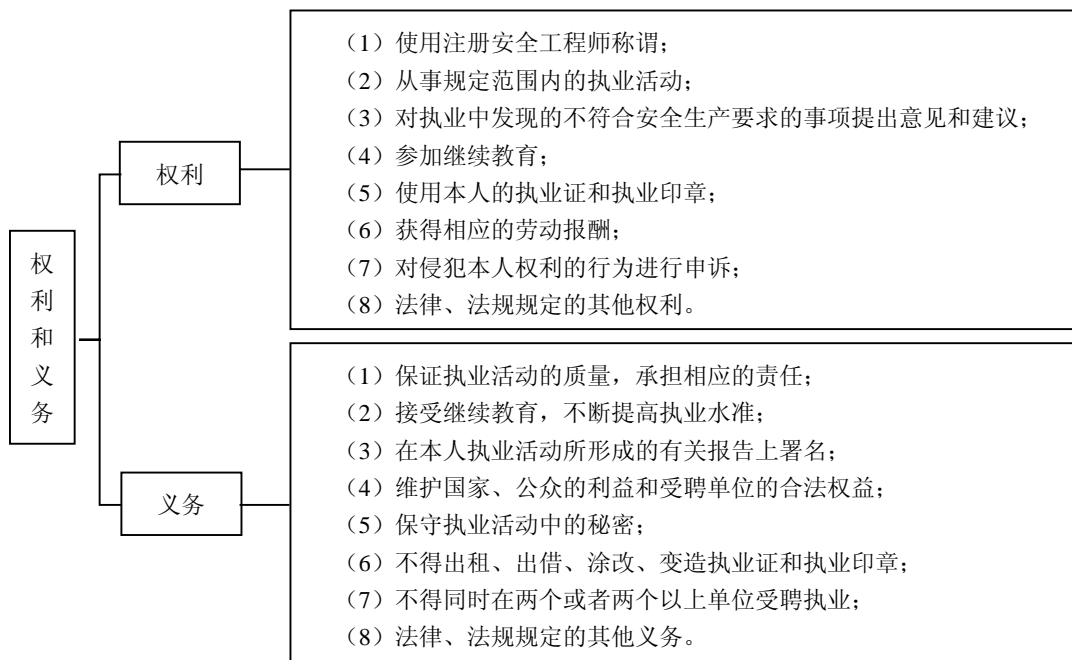 权利和义务
权利
（1）使用注册安全工程师称谓；
（2）从事规定范围内的执业活动；
（3）对执业中发现的不符合安全生产要求的事项提出意见和建议；
（4）参加继续教育；
（5）使用本人的执业证和执业印章；
（6）获得相应的劳动报酬；
（7）对侵犯本人权利的行为进行申诉；
（8）法律、法规规定的其他权利。
义务
（1）保证执业活动的质量，承担相应的责任；
（2）接受继续教育，不断提高执业水准；
（3）在本人执业活动所形成的有关报告上署名；
（4）维护国家、公众的利益和受聘单位的合法权益；
（5）保守执业活动中的秘密；
（6）不得出租、出借、涂改、变造执业证和执业印章；
（7）不得同时在两个或者两个以上单位受聘执业；
（8）法律、法规规定的其他义务。